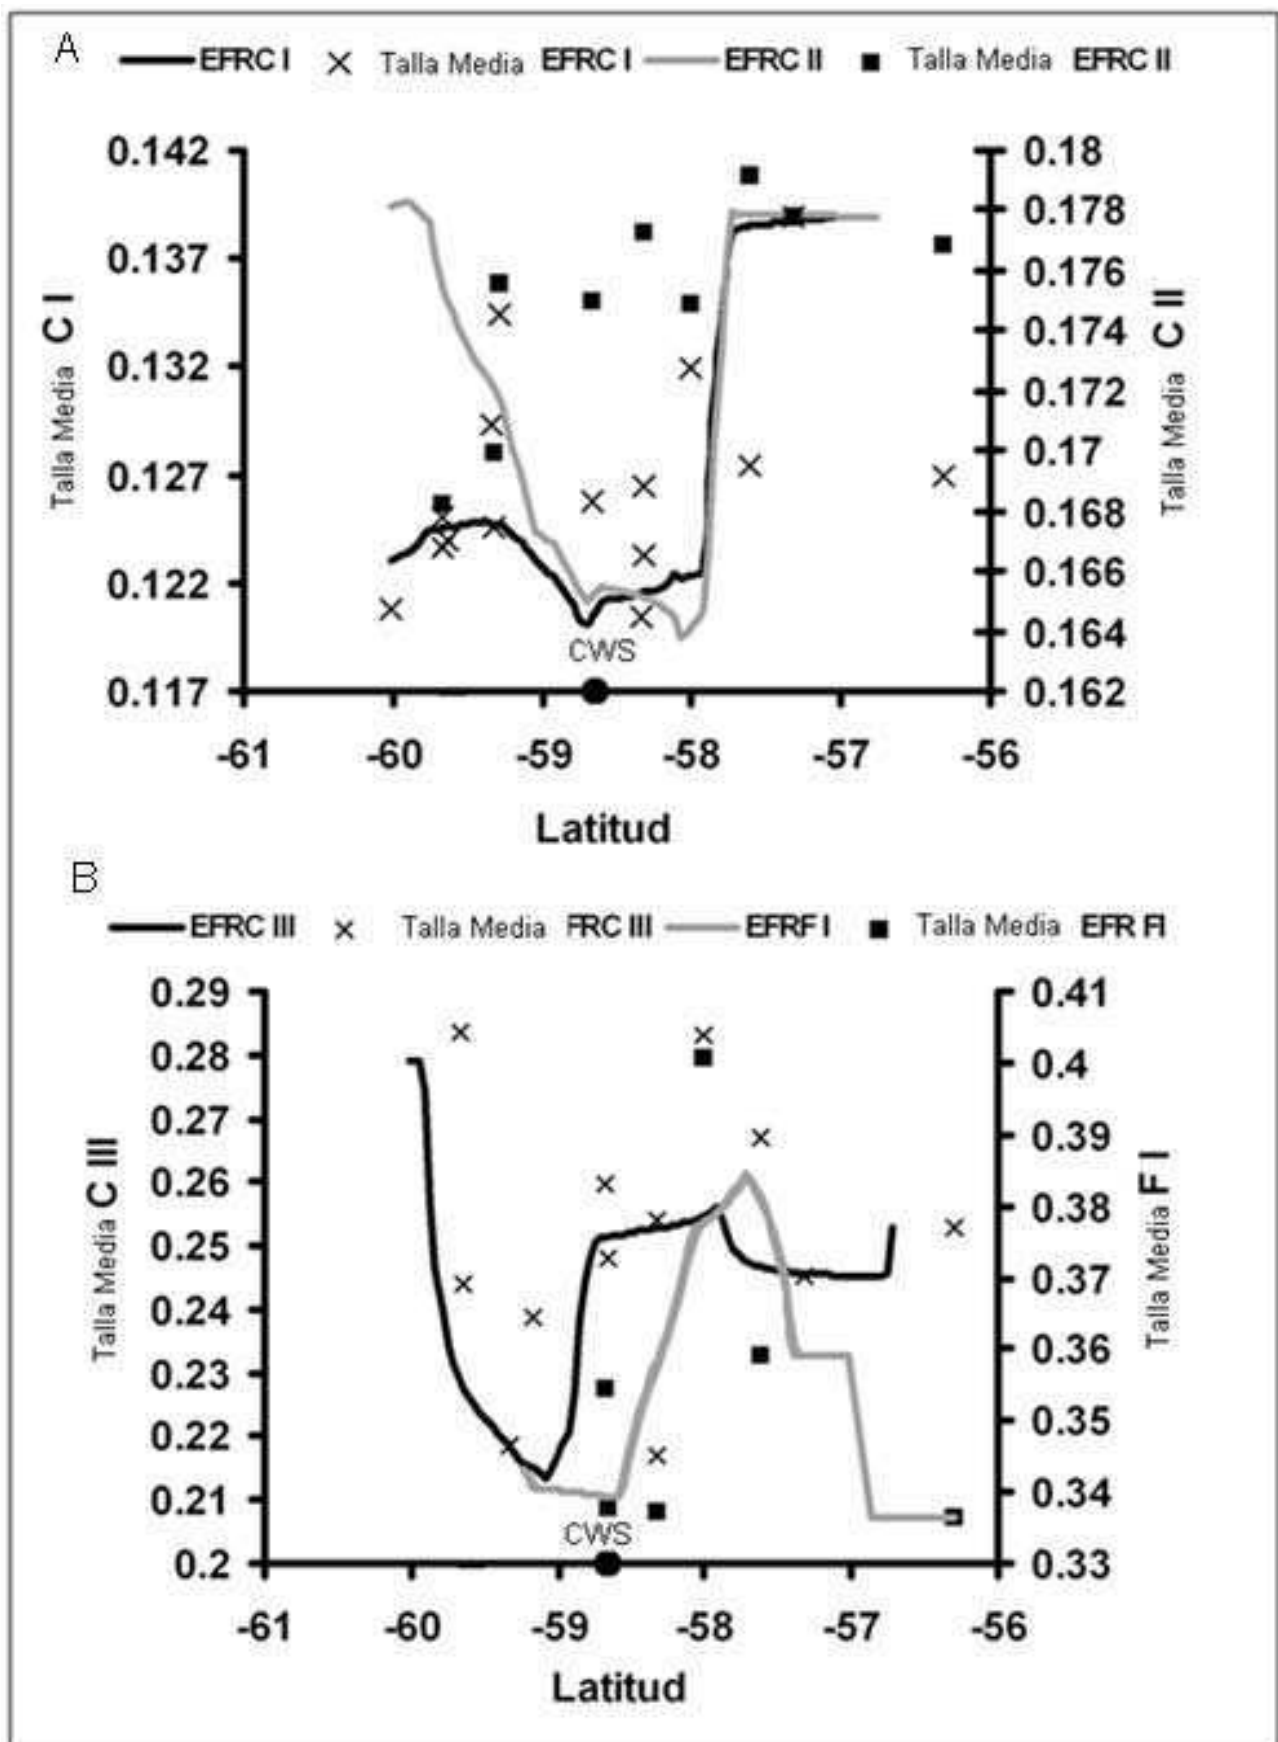 A
EFRC I Talla Media EFRC I EFRC II Talla Media EFRC II
0.142 0.18
0.178
0.137 0.176
0.174
0.132 0.172
0.17
0.127 0.168
0.166
0.122 0.164
0.117 0.162
Talla Media C I
Talla Media C II
CWS
-61 -60 -59 -58 -57 -56
Latitud
B
EFRC III Talla Media FRC III EFRF I Talla Media EFR FI
0.29 0.41
0.28 0.4
0.27 0.39
0.26 0.38
0.25 0.37
0.24 0.36
0.23 0.35
0.22 0.34
0.21 0.33
0.2
Talla Media C III
Talla Media F I
CWS
-61 -60 -59 -58 -57 -56
Latitud